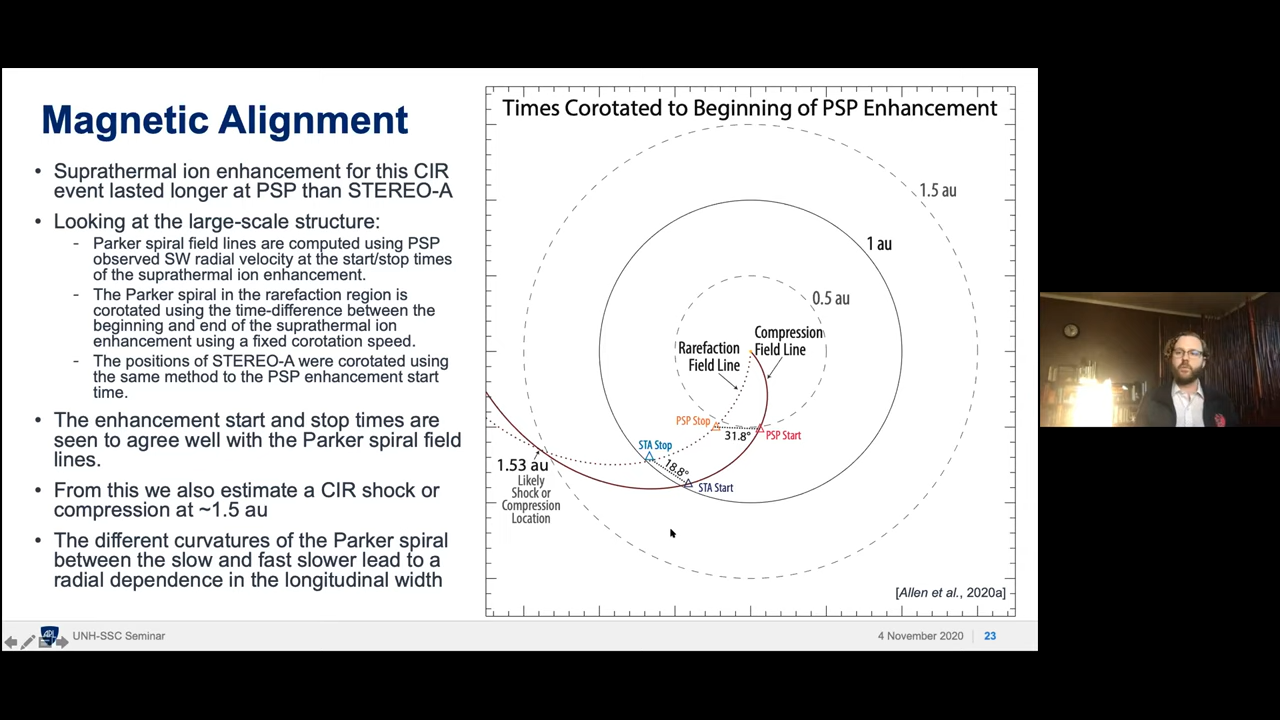 Magnetic Alignment
• Suprathermal ion enhancement for this CIR
event lasted longer at PSP than STEREO-A
• Looking at the large-scale structure:
- Parker spiral field lines are computed using PSP
observed SW radial velocity at the start/stop times
of the suprathermal ion enhancement.
- The Parker spiral in the rarefaction region is
corotated using the time-difference between the
beginning and end of the suprathermal ion
enhancement using a fixed corotation speed.
- The positions of STEREO-A were corotated using
the same method to the PSP enhancement start
time.
• The enhancement start and stop times are
seen to agree well with the Parker spiral field
lines.
• From this we also estimate a CIR shock or
compression at ~1.5 au
• The different curvatures of the Parker spiral
between the slow and fast slower lead to a
radial dependence in the longitudinal width
Times Corotated to Beginning of PSP Enhancement
1.5 au
1 au
0.5 au
Compression
Field Line
Rarefaction
Field Line
PSP Stop
31.8°
PSP Start
STA Stop
18.8°
STA Start
1.53 au
Likely
Shock or
Compression
Location
[Allen et al., 2020a]
APL
UNH-SSC Seminar
4 November 2020
23